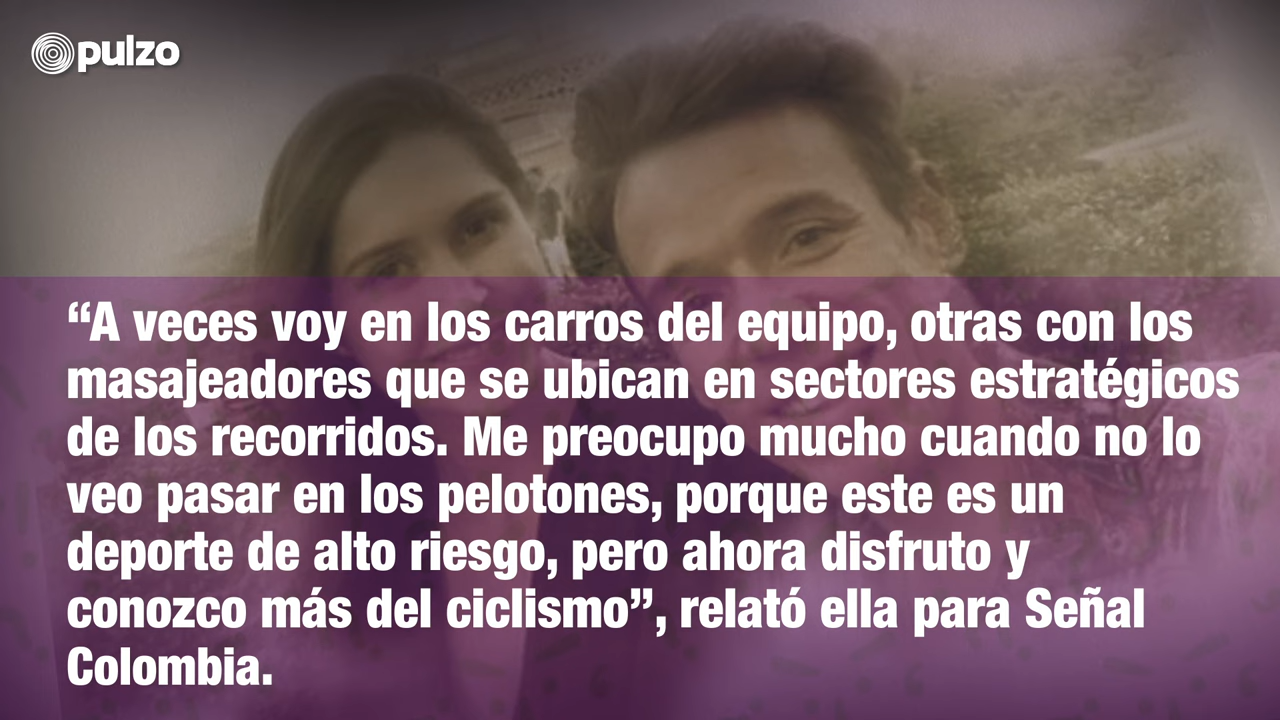 pulzo
“A veces voy en los carros del equipo, otras con los
masajeadores que se ubican en sectores estratégicos
de los recorridos. Me preocupo mucho cuando no lo
veo pasar en los pelotones, porque este es un
deporte de alto riesgo, pero ahora disfruto y
conozco más del ciclismo”, relató ella para Señal
Colombia.